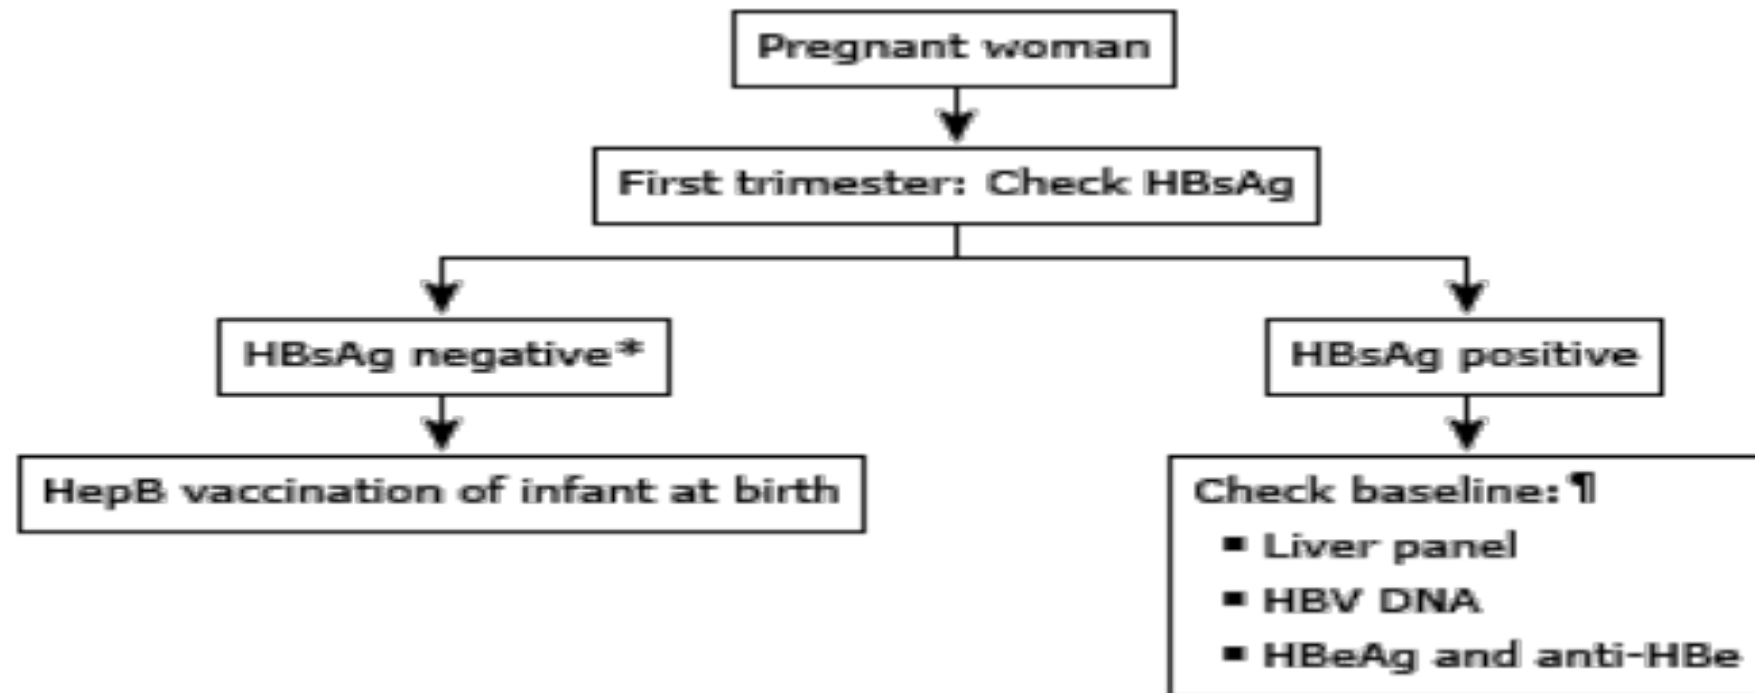 Pregnant woman
First trimester: Check HBsAg
HBsAg negative*
HBsAg positive
HepB vaccination of infant at birth
Check baseline:¶
▪ Liver panel
▪ HBV DNA
▪ HBeAg and anti-HBe